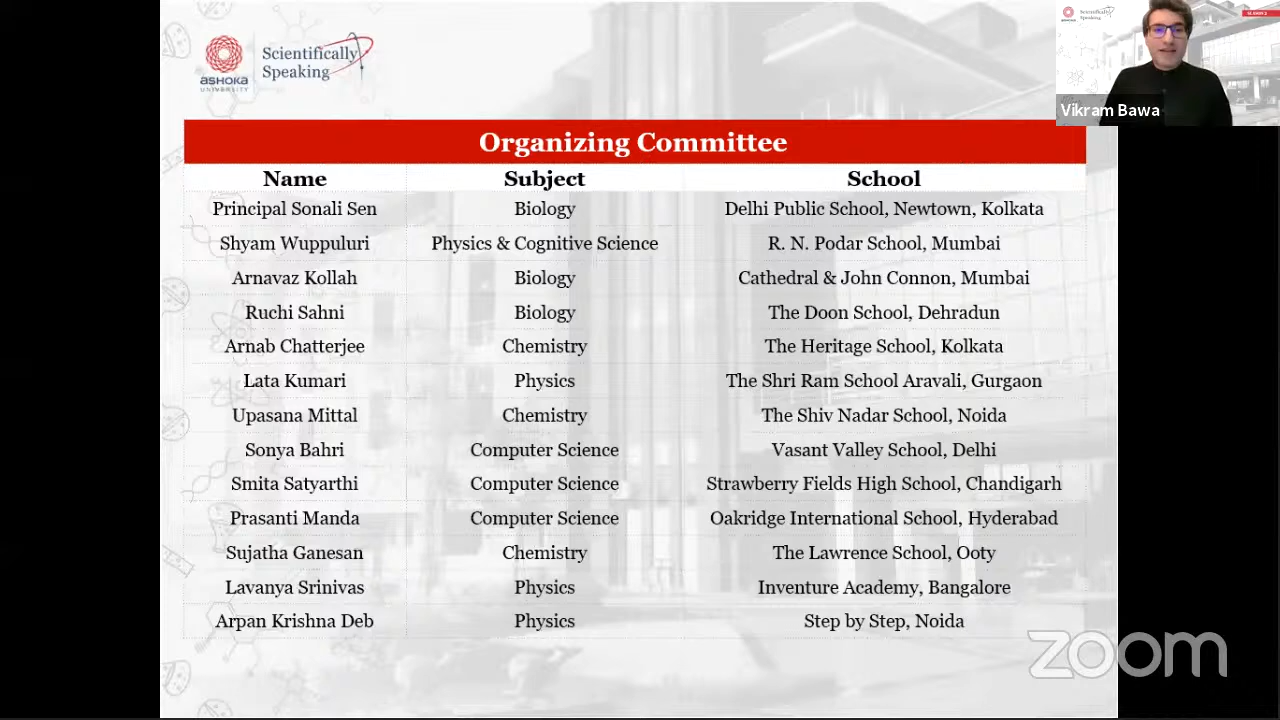 ASHOKA
UNIVERSITY
Scientifically
Speaking
Vikram Bawa
Organizing Committee
Name Subject School
Principal Sonali Sen Biology Delhi Public School, Newtown, Kolkata
Shyam Wuppuluri Physics & Cognitive Science R. N. Podar School, Mumbai
Arnavaz Kollah Biology Cathedral & John Connon, Mumbai
Ruchi Sahni Biology The Doon School, Dehradun
Arnab Chatterjee Chemistry The Heritage School, Kolkata
Lata Kumari Physics The Shri Ram School Aravali, Gurgaon
Upasana Mittal Chemistry The Shiv Nadar School, Noida
Sonya Bahri Computer Science Vasant Valley School, Delhi
Smita Satyarthi Computer Science Strawberry Fields High School, Chandigarh
Prasanti Manda Computer Science Oakridge International School, Hyderabad
Sujatha Ganesan Chemistry The Lawrence School, Ooty
Lavanya Srinivas Physics Inventure Academy, Bangalore
Arpan Krishna Deb Physics Step by Step, Noida
zoom